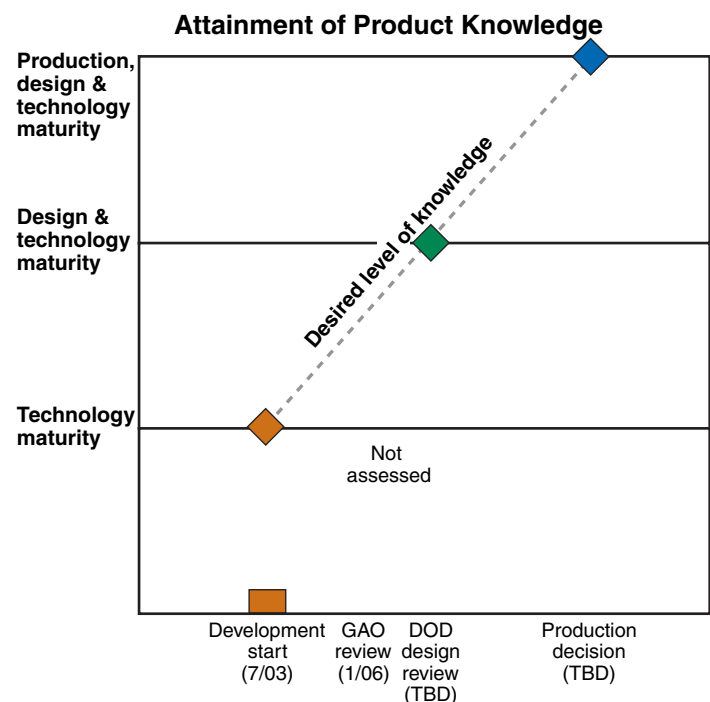 Attainment of Product Knowledge
Production,
design &
technology
maturity
Design &
technology
maturity
Desired level of knowledge
Technology
maturity
Not
assessed
Development
start
(7/03)
GAO
review
(1/06)
DOD
design
review
(TBD)
Production
decision
(TBD)